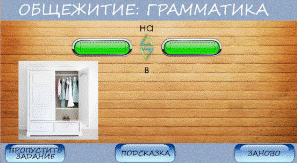 ОБЩЕЖИТИЕ: ГРАММАТИКА
на
в
ПРОПУСТИТЬ ЗАДАНИЕ
ПОДСКАЗКА
ЗАНОВО